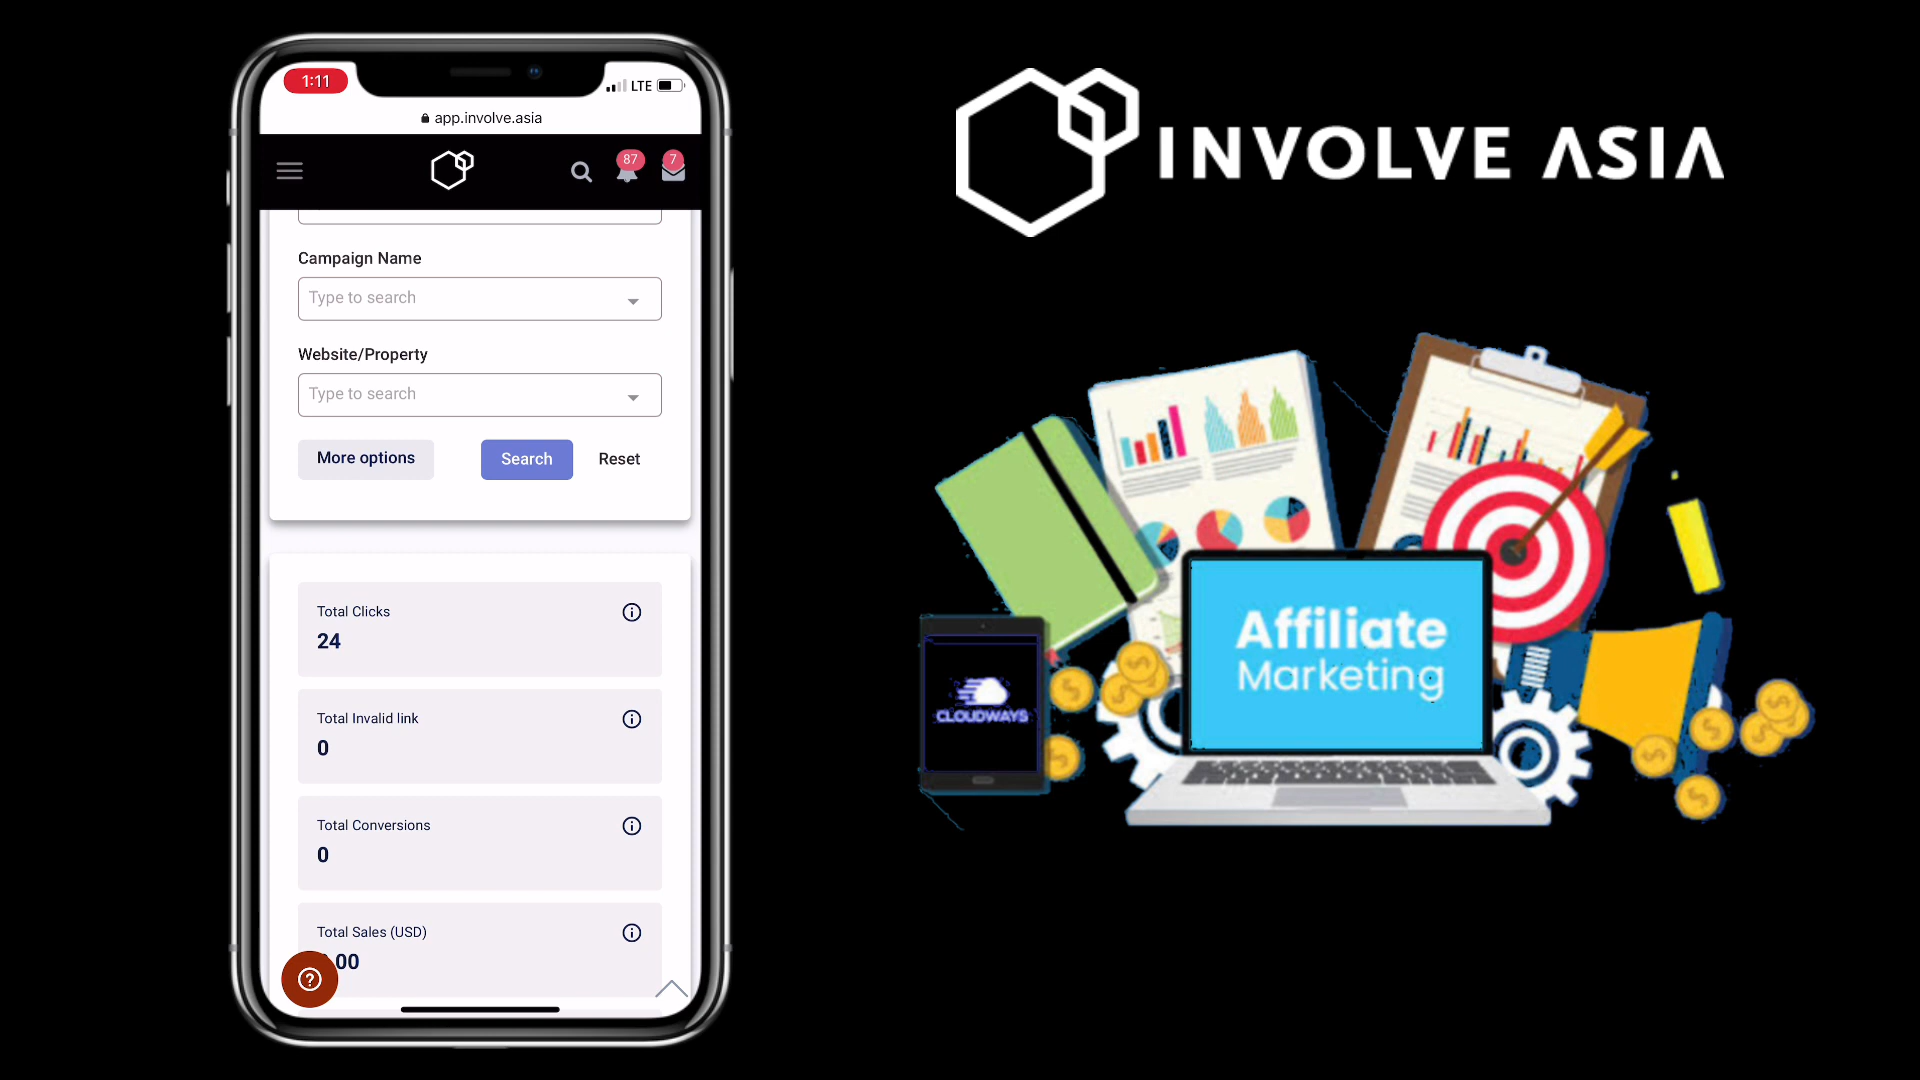 1:11
LTE
app.involve.asia
87
7
Campaign Name
Type to search
Website/Property
Type to search
More options
Search
Reset
Total Clicks
24
Total Invalid link
0
Total Conversions
0
Total Sales (USD)
.00
INVOLVE ASIA
Affiliate
Marketing
CLOUDWAYS